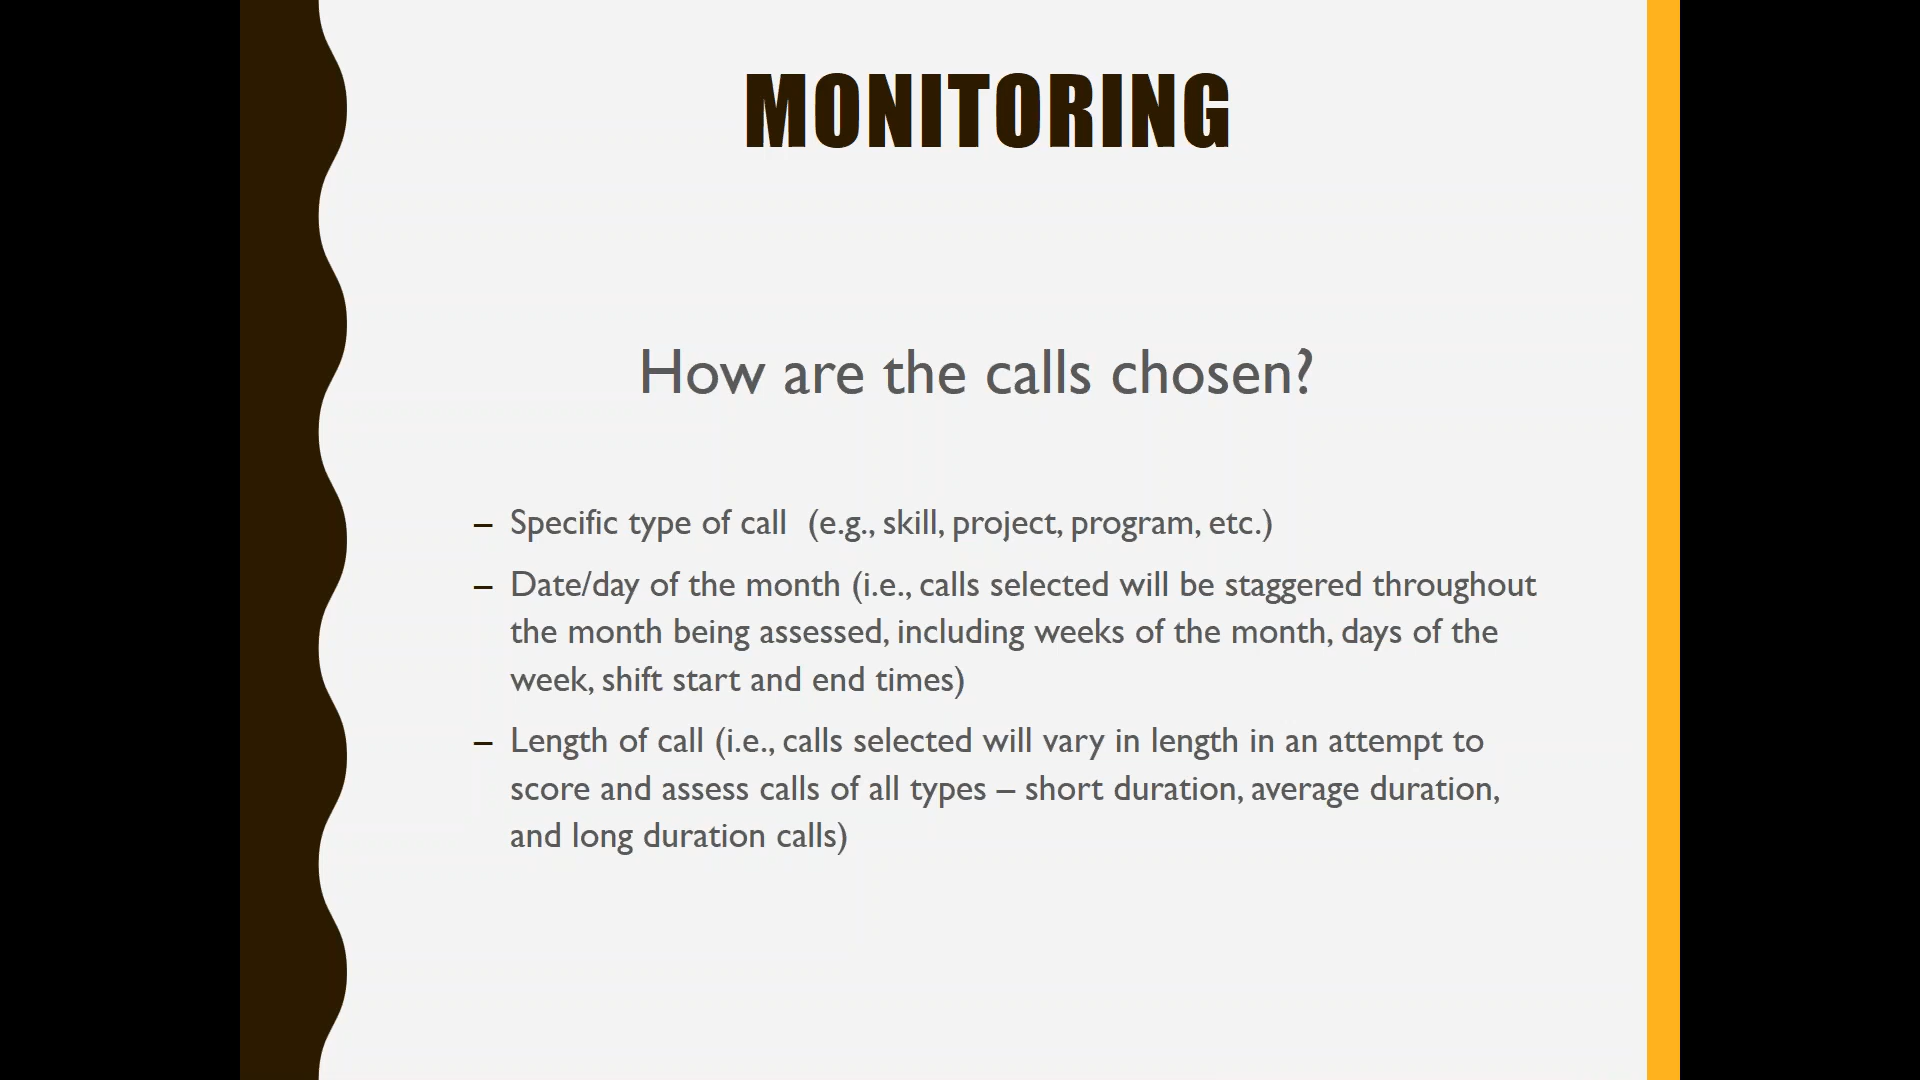 MONITORING
How are the calls chosen?
– Specific type of call  (e.g., skill, project, program, etc.)
– Date/day of the month (i.e., calls selected will be staggered throughout
the month being assessed, including weeks of the month, days of the
week, shift start and end times)
– Length of call (i.e., calls selected will vary in length in an attempt to
score and assess calls of all types – short duration, average duration,
and long duration calls)